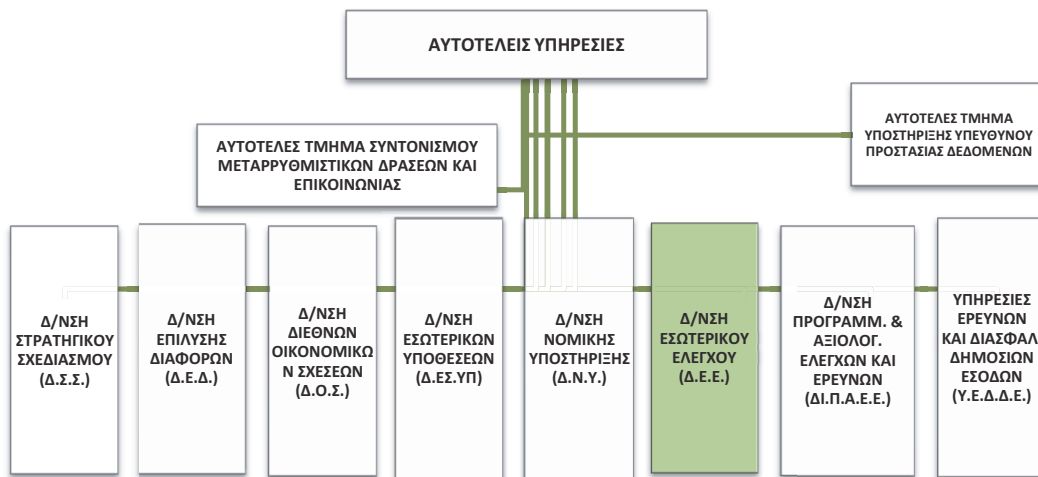 ΑΥΤΟΤΕΛΕΙΣ ΥΠΗΡΕΣΙΕΣ
ΑΥΤΟΤΕΛΕΣ ΤΜΗΜΑ
ΥΠΟΣΤΗΡΙΞΗΣ ΥΠΕΥΘΥΝΟΥ
ΠΡΟΣΤΑΣΙΑΣ ΔΕΔΟΜΕΝΩΝ
ΑΥΤΟΤΕΛΕΣ ΤΜΗΜΑ ΣΥΝΤΟΝΙΣΜΟΥ
ΜΕΤΑΡΡΥΘΜΙΣΤΙΚΩΝ ΔΡΑΣΕΩΝ ΚΑΙ
ΕΠΙΚΟΙΝΩΝΙΑΣ
Δ/ΝΣΗ
ΣΤΡΑΤΗΓΙΚΟΥ
ΣΧΕΔΙΑΣΜΟΥ
(Δ.Σ.Σ.)
Δ/ΝΣΗ
ΕΠΙΛΥΣΗΣ
ΔΙΑΦΟΡΩΝ
(Δ.Ε.Δ.)
Δ/ΝΣΗ
ΔΙΕΘΝΩΝ
ΟΙΚΟΝΟΜΙΚΩ
Ν ΣΧΕΣΕΩΝ
(Δ.Ο.Σ.)
Δ/ΝΣΗ
ΕΣΩΤΕΡΙΚΩΝ
ΥΠΟΘΕΣΕΩΝ
(Δ.ΕΣ.ΥΠ)
Δ/ΝΣΗ
ΝΟΜΙΚΗΣ
ΥΠΟΣΤΗΡΙΞΗΣ
(Δ.Ν.Υ.)
Δ/ΝΣΗ
ΕΣΩΤΕΡΙΚΟΥ
ΕΛΕΓΧΟΥ
(Δ.Ε.Ε.)
Δ/ΝΣΗ
ΠΡΟΓΡΑΜΜ. &
ΑΞΙΟΛΟΓ.
ΕΛΕΓΧΩΝ ΚΑΙ
ΕΡΕΥΝΩΝ
(ΔΙ.Π.Α.Ε.Ε.)
ΥΠΗΡΕΣΙΕΣ
ΕΡΕΥΝΩΝ
ΚΑΙ ΔΙΑΣΦΑΛ
ΔΗΜΟΣΙΩΝ
ΕΣΟΔΩΝ
(Υ.Ε.Δ.Δ.Ε.)